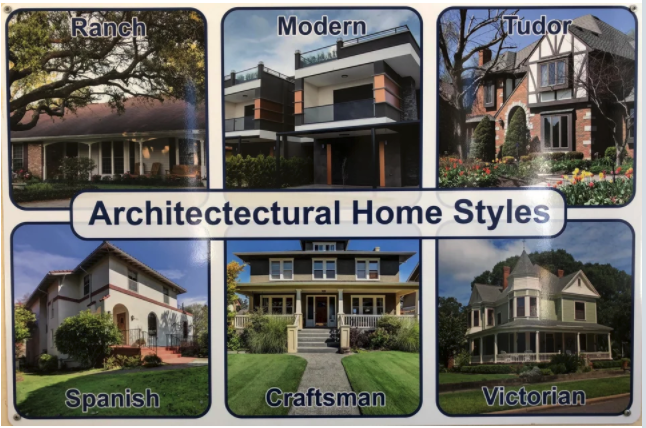 Ranch
Modern
Tudor
Architectectural Home Styles
Spanish
Craftsman
Victorian